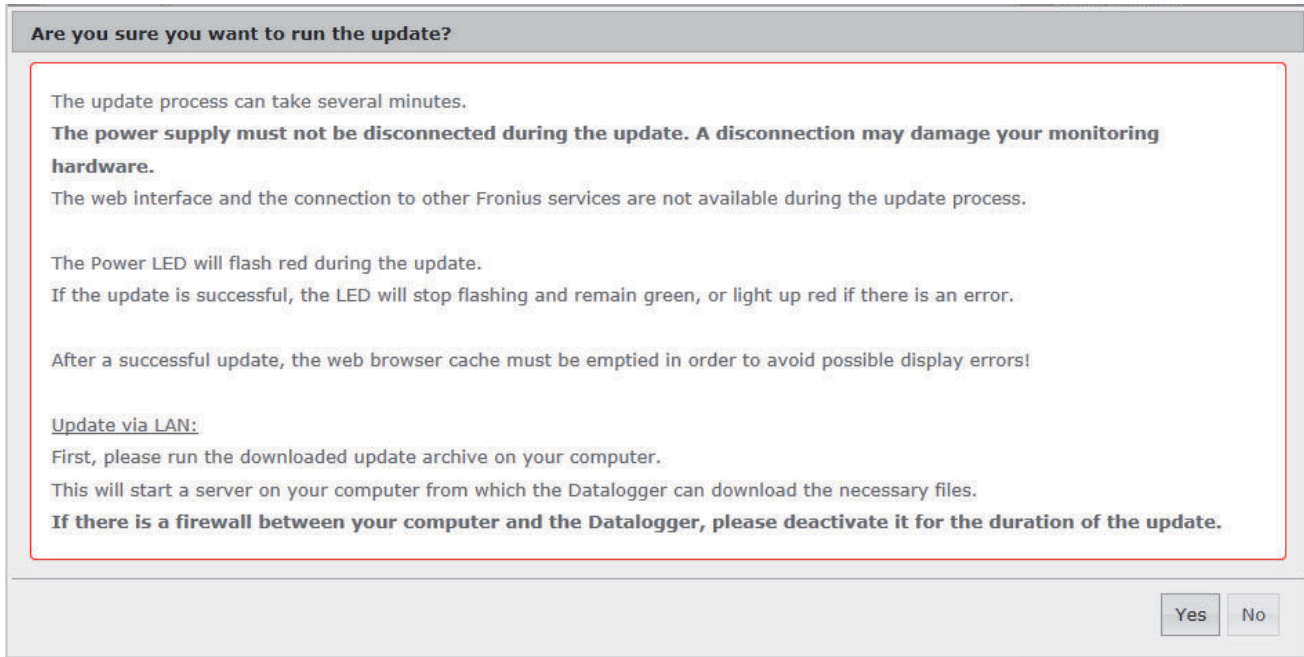 Are you sure you want to run the update?
The update process can take several minutes.
The power supply must not be disconnected during the update. A disconnection may damage your monitoring
hardware.
The web interface and the connection to other Fronius services are not available during the update process.
The Power LED will flash red during the update.
If the update is successful, the LED will stop flashing and remain green, or light up red if there is an error.
After a successful update, the web browser cache must be emptied in order to avoid possible display errors!
Update via LAN:
First, please run the downloaded update archive on your computer.
This will start a server on your computer from which the Datalogger can download the necessary files.
If there is a firewall between your computer and the Datalogger, please deactivate it for the duration of the update.
Yes No